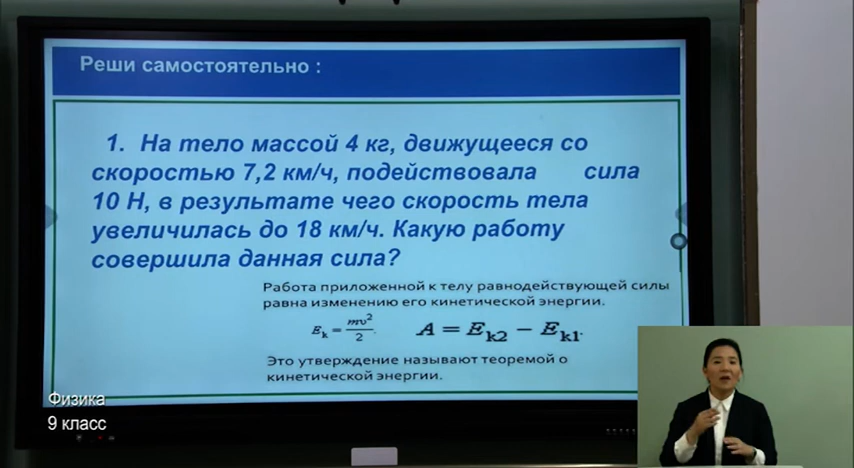 Реши самостоятельно :
1. На тело массой 4 кг, движущееся со
скоростью 7,2 км/ч, подействовала сила
10 Н, в результате чего скорость тела
увеличилась до 18 км/ч. Какую работу
совершила данная сила?
Работа приложенной к телу равнодействующей силы
равна изменению его кинетической энергии.
Eₖ = mv²/2. A = Eₖ₂ − Eₖ₁.
Это утверждение называют теоремой о
кинетической энергии.
Физика
9 класс